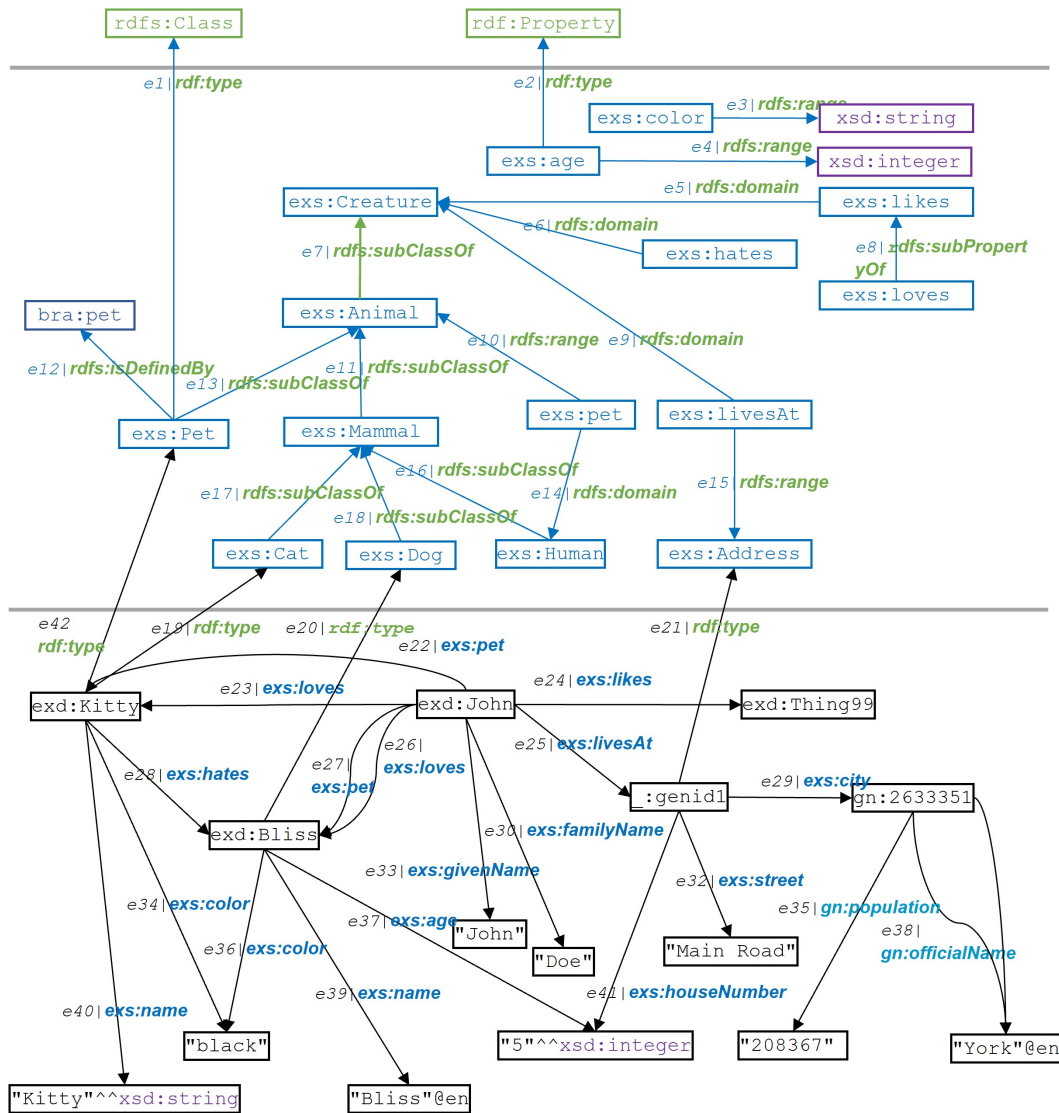 rdfs:Class
rdf:Property
e1|rdf:type
e2|rdf:type
e3|rdfs:range
exs:color
xsd:string
e4|rdfs:range
exs:age
xsd:integer
e5|rdfs:domain
exs:Creature
exs:likes
e6|rdfs:domain
e7|rdfs:subClassOf
exs:hates
e8|rdfs:subPropert
yOf
exs:loves
bra:pet
exs:Animal
e10|rdfs:range
e9|rdfs:domain
e12|rdfs:isDefinedBy
e13|rdfs:subClassOf
e11|rdfs:subClassOf
exs:Pet
exs:Mammal
exs:pet
exs:livesAt
e16|rdfs:subClassOf
e17|rdfs:subClassOf
e14|rdfs:domain
e15|rdfs:range
e18|rdfs:subClassOf
exs:Cat
exs:Dog
exs:Human
exs:Address
e42
rdf:type
e19|rdf:type
e20|rdf:type
e21|rdf:type
e22|exs:pet
e23|exs:loves
e24|exs:likes
exd:Kitty
exd:John
exd:Thing99
e25|exs:livesAt
e26|
exs:loves
e27|
exs:pet
e28|exs:hates
e29|exs:city
_:genid1
gn:2633351
exd:Bliss
e30|exs:familyName
e33|exs:givenName
e32|exs:street
e34|exs:color
e35|gn:population
e37|exs:age
e38|
gn:officialName
"John"
e36|exs:color
"Doe"
"Main Road"
e39|exs:name
e41|exs:houseNumber
e40|exs:name
"black"
"5"^^xsd:integer
"208367"
"York"@en
"Kitty"^^xsd:string
"Bliss"@en